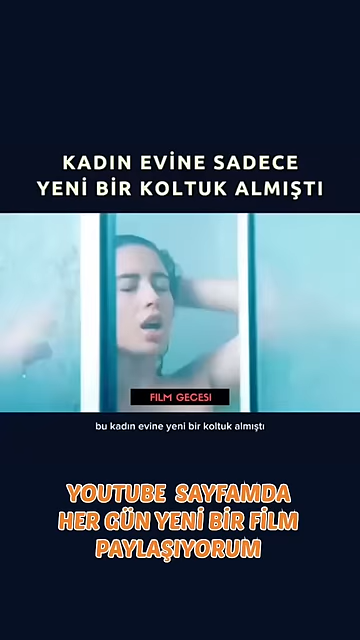 KADIN EVİNE SADECE
YENİ BİR KOLTUK ALMIŞTI
FILM GECESI
bu kadın evine yeni bir koltuk almıştı
YOUTUBE SAYFAMDA
HER GÜN YENİ BİR FİLM
PAYLAŞIYORUM